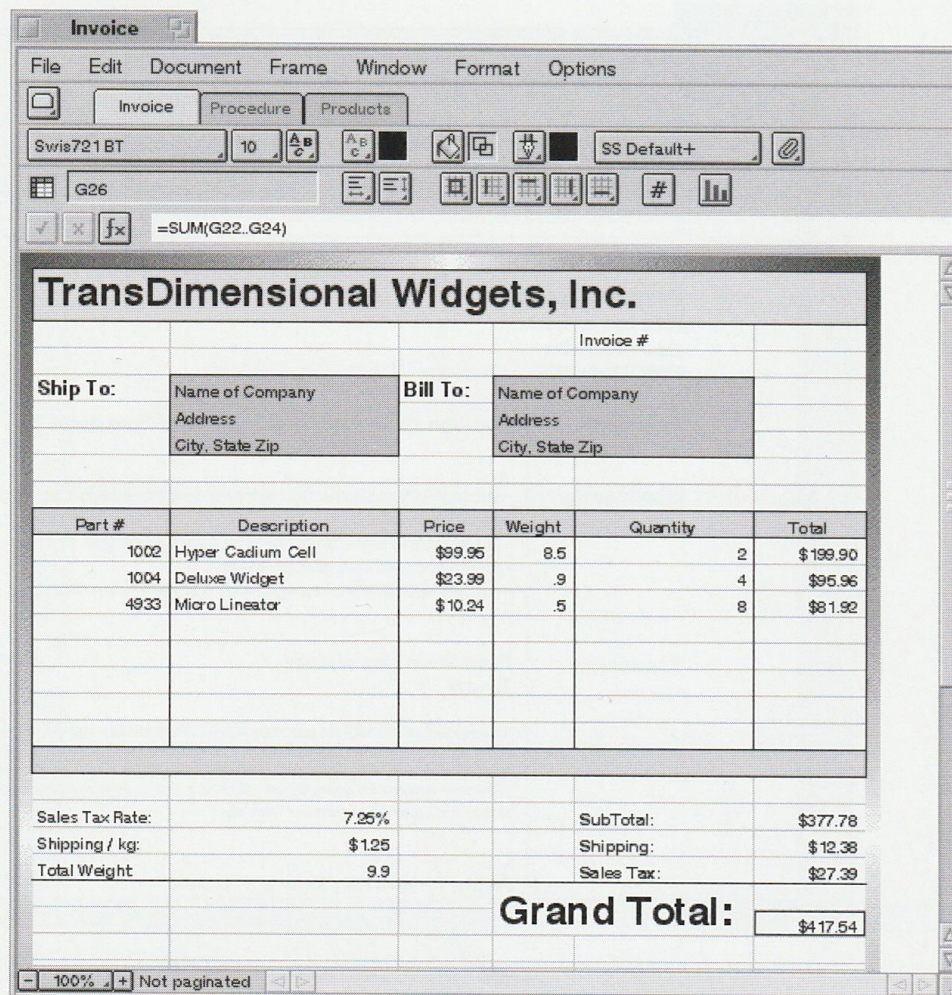 Invoice
File Edit Document Frame Window Format Options
Invoice Procedure Products
Swis721 BT 10 A B C A B C SS Default+
G26 #
√ × fx =SUM(G22..G24)
TransDimensional Widgets, Inc.
Invoice #
Ship To: Name of Company Bill To: Name of Company
Address Address
City, State Zip City, State Zip
Part # Description Price Weight Quantity Total
1002 Hyper Cadium Cell $99.95 8.5 2 $199.90
1004 Deluxe Widget $23.99 .9 4 $95.96
4933 Micro Lineator $10.24 .5 8 $81.92
Sales Tax Rate: 7.25% SubTotal: $377.78
Shipping / kg: $1.25 Shipping: $12.38
Total Weight 9.9 Sales Tax: $27.39
Grand Total: $417.54
- 100% + Not paginated